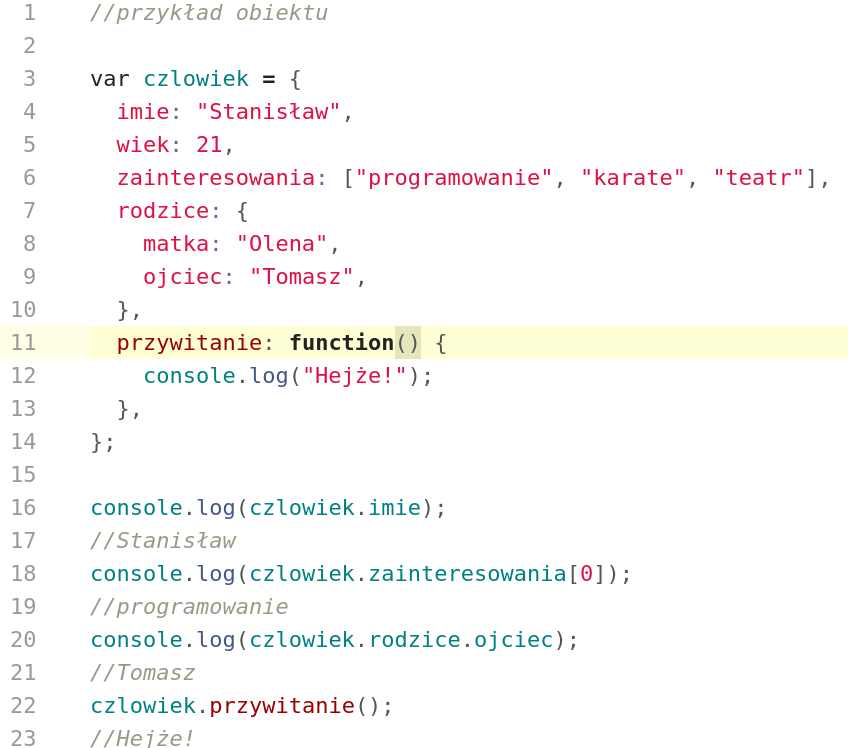 1 //przykład obiektu
2
3 var czlowiek = {
4   imie: "Stanisław",
5   wiek: 21,
6   zainteresowania: ["programowanie", "karate", "teatr"],
7   rodzice: {
8     matka: "Olena",
9     ojciec: "Tomasz",
10   },
11   przywitanie: function() {
12     console.log("Hejże!");
13   },
14 };
15
16 console.log(czlowiek.imie);
17 //Stanisław
18 console.log(czlowiek.zainteresowania[0]);
19 //programowanie
20 console.log(czlowiek.rodzice.ojciec);
21 //Tomasz
22 czlowiek.przywitanie();
23 //Hejże!